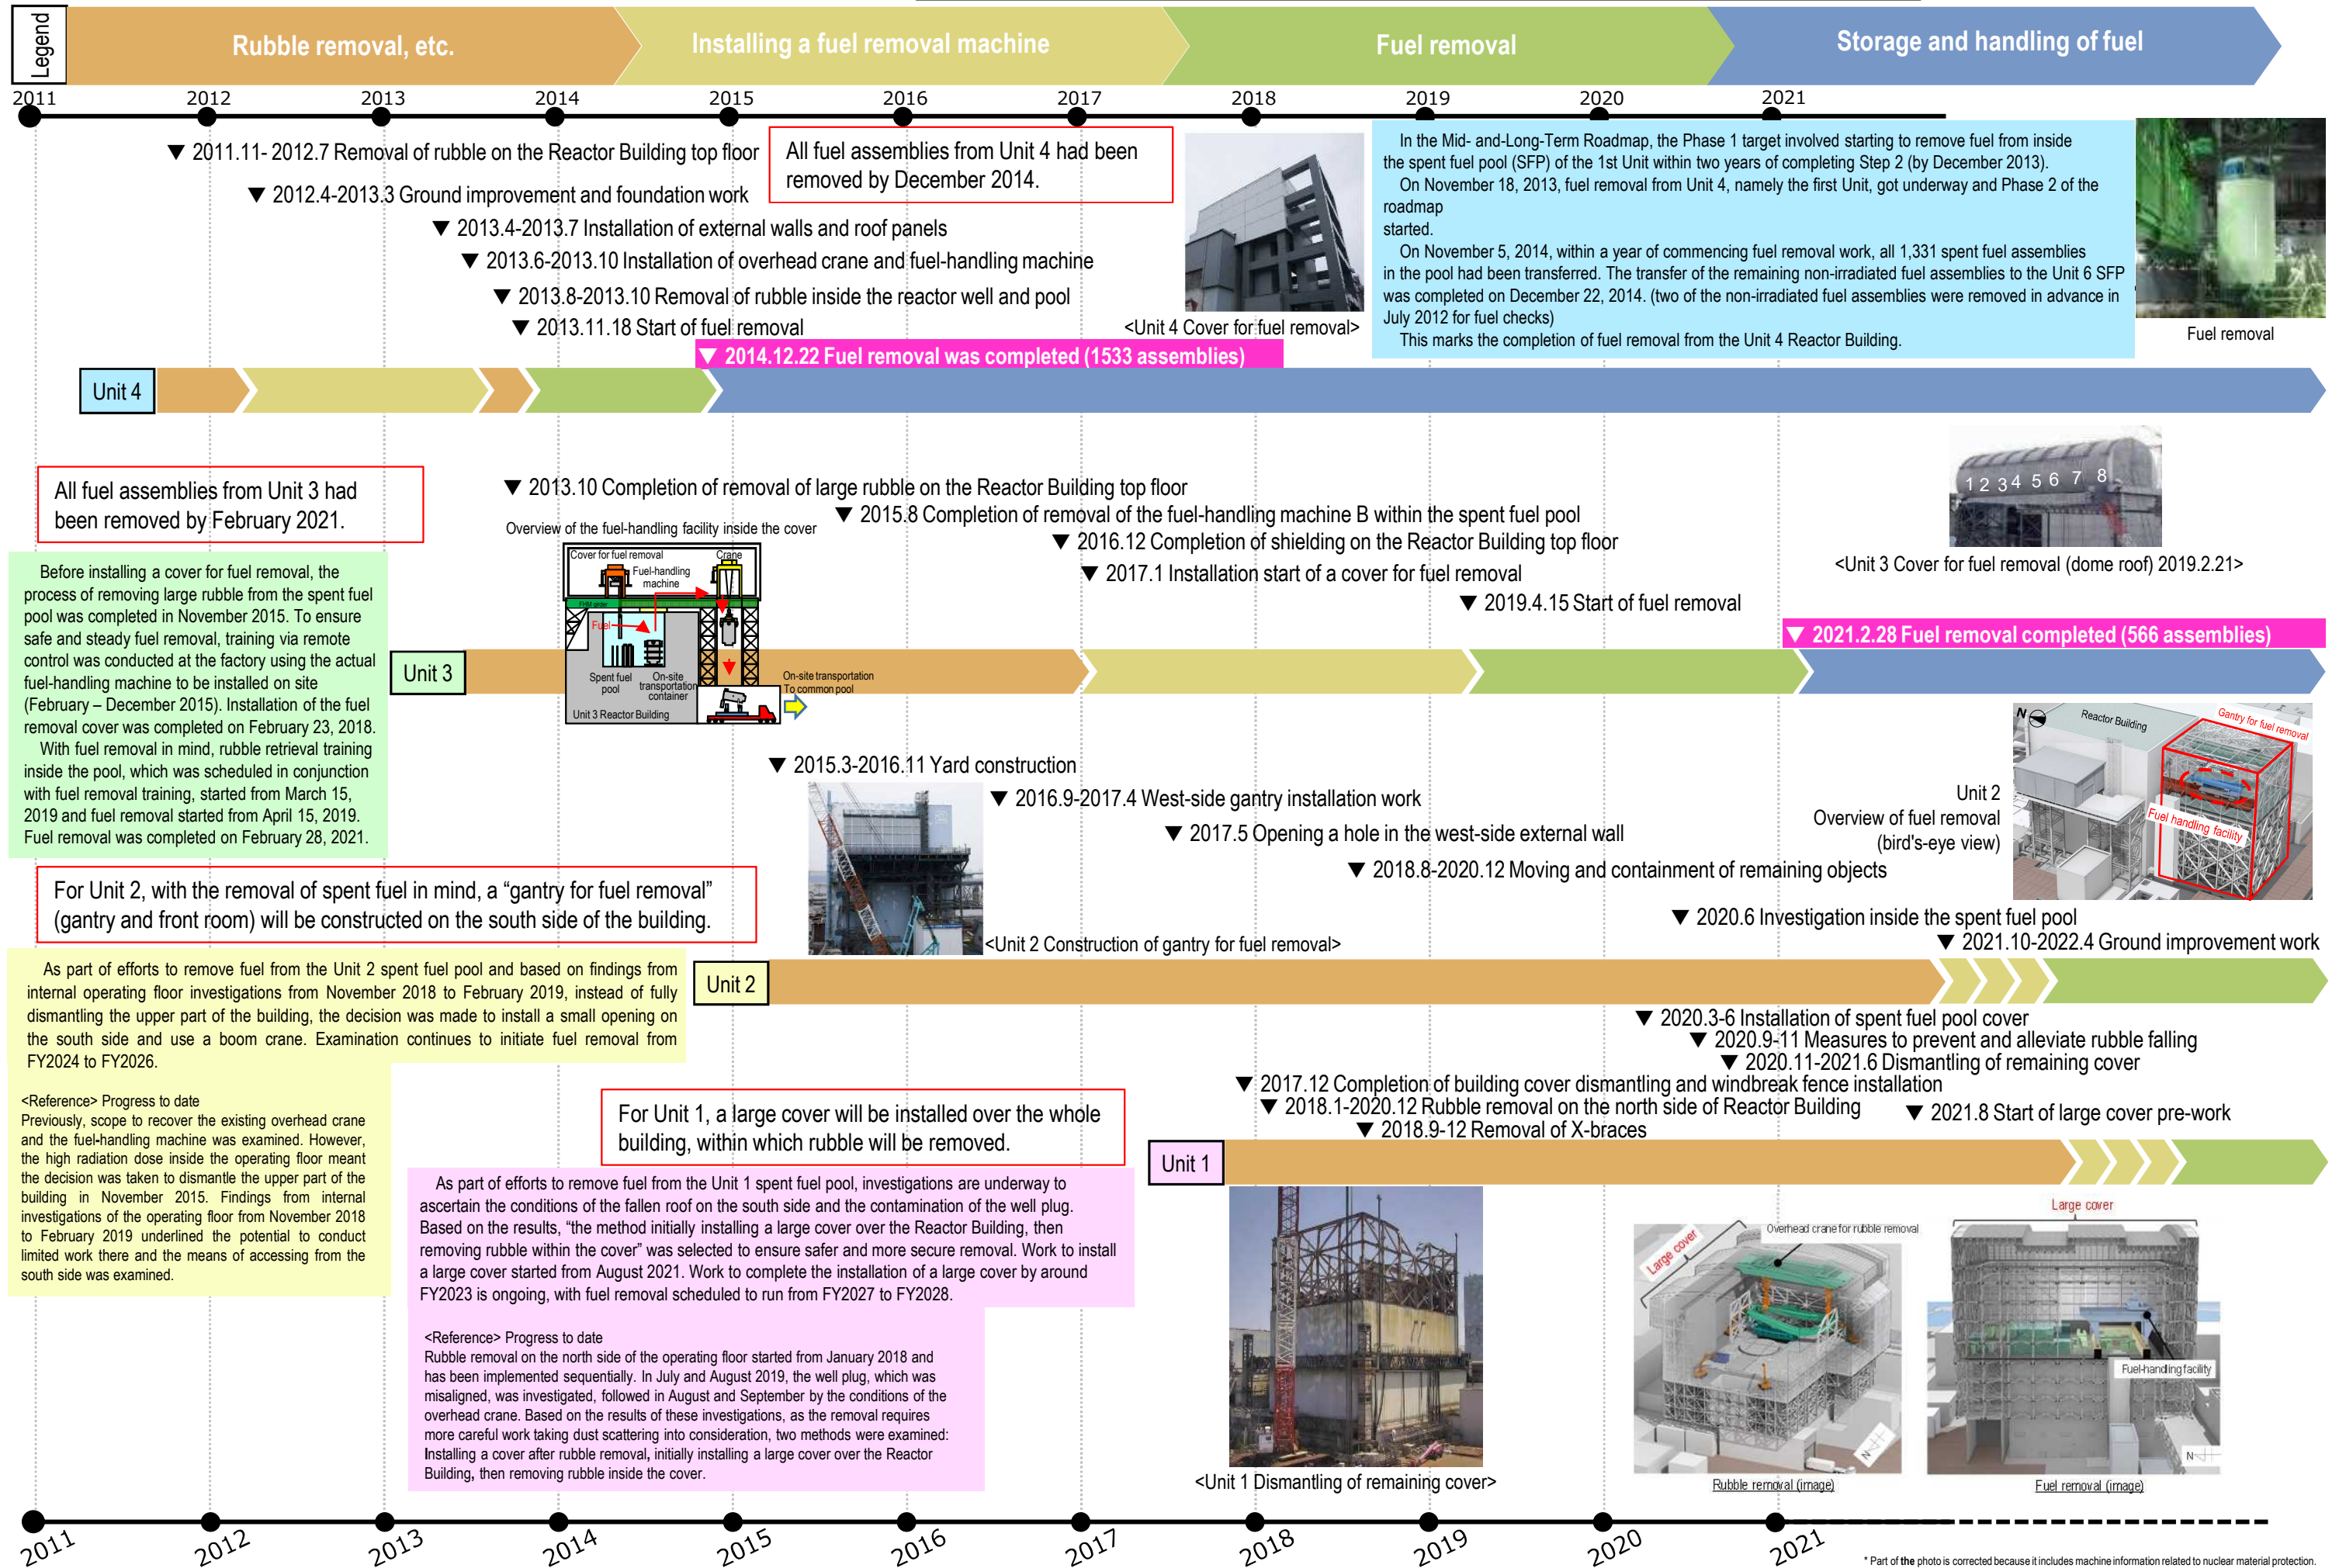 Legend
Rubble removal, etc.
Installing a fuel removal machine
Fuel removal
Storage and handling of fuel
2011
2012
2013
2014
2015
2016
2017
2018
2019
2020
2021
▼ 2011.11- 2012.7 Removal of rubble on the Reactor Building top floor
▼ 2012.4-2013.3 Ground improvement and foundation work
▼ 2013.4-2013.7 Installation of external walls and roof panels
▼ 2013.6-2013.10 Installation of overhead crane and fuel-handling machine
▼ 2013.8-2013.10 Removal of rubble inside the reactor well and pool
▼ 2013.11.18 Start of fuel removal
▼ 2014.12.22 Fuel removal was completed (1533 assemblies)
All fuel assemblies from Unit 4 had been
removed by December 2014.
<Unit 4 Cover for fuel removal>
In the Mid- and-Long-Term Roadmap, the Phase 1 target involved starting to remove fuel from inside
the spent fuel pool (SFP) of the 1st Unit within two years of completing Step 2 (by December 2013).
On November 18, 2013, fuel removal from Unit 4, namely the first Unit, got underway and Phase 2 of the
roadmap
started.
On November 5, 2014, within a year of commencing fuel removal work, all 1,331 spent fuel assemblies
in the pool had been transferred. The transfer of the remaining non-irradiated fuel assemblies to the Unit 6 SFP
was completed on December 22, 2014. (two of the non-irradiated fuel assemblies were removed in advance in
July 2012 for fuel checks)
This marks the completion of fuel removal from the Unit 4 Reactor Building.
Fuel removal
Unit 4
All fuel assemblies from Unit 3 had
been removed by February 2021.
▼ 2013.10 Completion of removal of large rubble on the Reactor Building top floor
▼ 2015.8 Completion of removal of the fuel-handling machine B within the spent fuel pool
▼ 2016.12 Completion of shielding on the Reactor Building top floor
▼ 2017.1 Installation start of a cover for fuel removal
▼ 2019.4.15 Start of fuel removal
▼ 2021.2.28 Fuel removal completed (566 assemblies)
1 2 3 4 5 6 7 8
<Unit 3 Cover for fuel removal (dome roof) 2019.2.21>
Overview of the fuel-handling facility inside the cover
Cover for fuel removal
Crane
Fuel-handling
machine
FHM girder
Fuel
Spent fuel
pool
On-site
transportation
container
Unit 3 Reactor Building
On-site transportation
To common pool
Before installing a cover for fuel removal, the
process of removing large rubble from the spent fuel
pool was completed in November 2015. To ensure
safe and steady fuel removal, training via remote
control was conducted at the factory using the actual
fuel-handling machine to be installed on site
(February – December 2015). Installation of the fuel
removal cover was completed on February 23, 2018.
With fuel removal in mind, rubble retrieval training
inside the pool, which was scheduled in conjunction
with fuel removal training, started from March 15,
2019 and fuel removal started from April 15, 2019.
Fuel removal was completed on February 28, 2021.
Unit 3
▼ 2015.3-2016.11 Yard construction
▼ 2016.9-2017.4 West-side gantry installation work
▼ 2017.5 Opening a hole in the west-side external wall
▼ 2018.8-2020.12 Moving and containment of remaining objects
▼ 2020.6 Investigation inside the spent fuel pool
▼ 2021.10-2022.4 Ground improvement work
<Unit 2 Construction of gantry for fuel removal>
Unit 2
Overview of fuel removal
(bird's-eye view)
N
Reactor Building
Gantry for fuel removal
Fuel handling facility
For Unit 2, with the removal of spent fuel in mind, a “gantry for fuel removal”
(gantry and front room) will be constructed on the south side of the building.
As part of efforts to remove fuel from the Unit 2 spent fuel pool and based on findings from
internal operating floor investigations from November 2018 to February 2019, instead of fully
dismantling the upper part of the building, the decision was made to install a small opening on
the south side and use a boom crane. Examination continues to initiate fuel removal from
FY2024 to FY2026.
<Reference> Progress to date
Previously, scope to recover the existing overhead crane
and the fuel-handling machine was examined. However,
the high radiation dose inside the operating floor meant
the decision was taken to dismantle the upper part of the
building in November 2015. Findings from internal
investigations of the operating floor from November 2018
to February 2019 underlined the potential to conduct
limited work there and the means of accessing from the
south side was examined.
Unit 2
▼ 2020.3-6 Installation of spent fuel pool cover
▼ 2020.9-11 Measures to prevent and alleviate rubble falling
▼ 2020.11-2021.6 Dismantling of remaining cover
▼ 2017.12 Completion of building cover dismantling and windbreak fence installation
▼ 2018.1-2020.12 Rubble removal on the north side of Reactor Building
▼ 2021.8 Start of large cover pre-work
▼ 2018.9-12 Removal of X-braces
For Unit 1, a large cover will be installed over the whole
building, within which rubble will be removed.
Unit 1
As part of efforts to remove fuel from the Unit 1 spent fuel pool, investigations are underway to
ascertain the conditions of the fallen roof on the south side and the contamination of the well plug.
Based on the results, “the method initially installing a large cover over the Reactor Building, then
removing rubble within the cover” was selected to ensure safer and more secure removal. Work to install
a large cover started from August 2021. Work to complete the installation of a large cover by around
FY2023 is ongoing, with fuel removal scheduled to run from FY2027 to FY2028.
<Reference> Progress to date
Rubble removal on the north side of the operating floor started from January 2018 and
has been implemented sequentially. In July and August 2019, the well plug, which was
misaligned, was investigated, followed in August and September by the conditions of the
overhead crane. Based on the results of these investigations, as the removal requires
more careful work taking dust scattering into consideration, two methods were examined:
Installing a cover after rubble removal, initially installing a large cover over the Reactor
Building, then removing rubble inside the cover.
<Unit 1 Dismantling of remaining cover>
Large cover
Overhead crane for rubble removal
N
Rubble removal (image)
Large cover
Fuel-handling facility
N
Fuel removal (image)
2011
2012
2013
2014
2015
2016
2017
2018
2019
2020
2021
* Part of the photo is corrected because it includes machine information related to nuclear material protection.